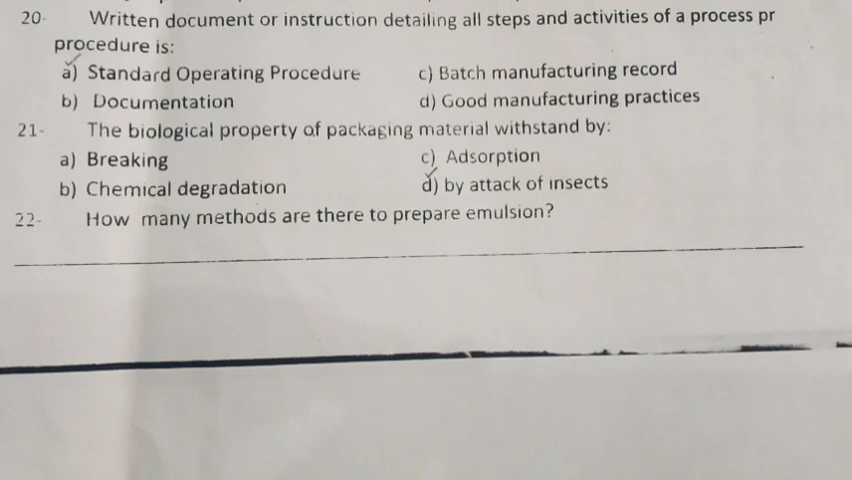 20- Written document or instruction detailing all steps and activities of a process pr
procedure is:
a) Standard Operating Procedure c) Batch manufacturing record
b) Documentation d) Good manufacturing practices
21- The biological property of packaging material withstand by:
a) Breaking c) Adsorption
b) Chemical degradation d) by attack of insects
22- How many methods are there to prepare emulsion?